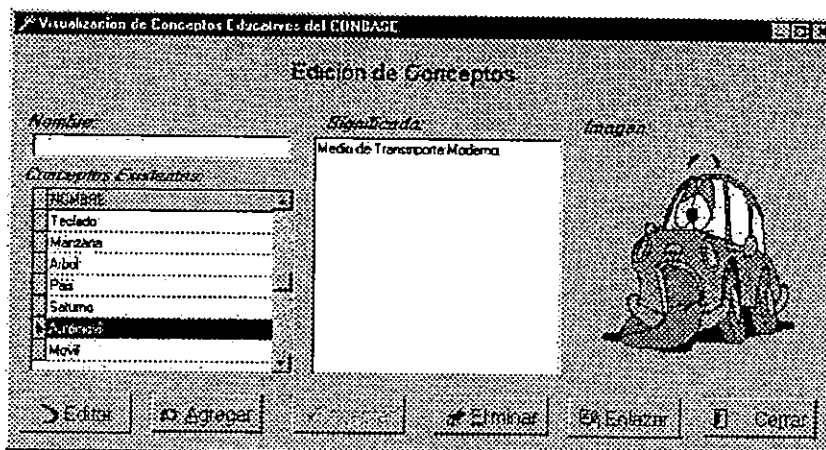 Visualización de Conceptos Educativos del CONBASE
Edición de Conceptos
Nombre:
Significado:
Imagen:
Medio de Transporte Moderno
Conceptos Existentes:
NOMBRE
Teclado
Manzana
Arbol
Pais
Saturno
Automovil
Movil
Editar
Agregar
Eliminar
Enlazar
Cerrar